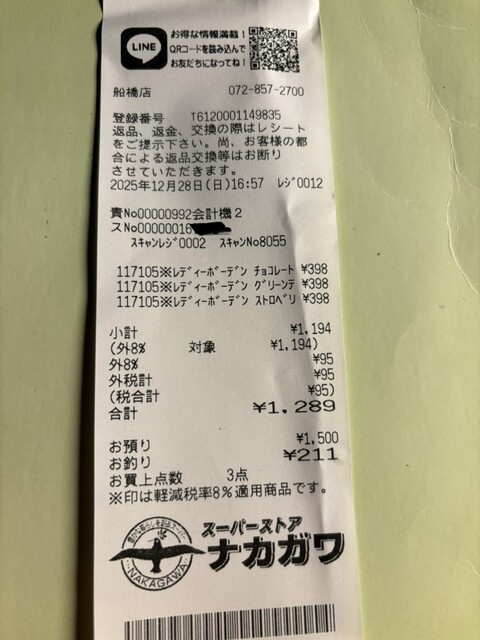 LINE
お得な情報満載！
QRコードを読み込んで
お友だちになってね！
船橋店 072-857-2700
登録番号 T6120001149835
返品、返金、交換の際はレシート
をご提示下さい。尚、お客様の都
合による返品交換等はお断り
させていただきます。
2025年12月28日(日)16:57 ﾚｼﾞ0012
責No00000992会計機2
スNo00000016
ｽｷｬﾝﾚｼﾞ0002 ｽｷｬﾝNo8055
117105※ﾚﾃﾞｨｰﾎﾞｰﾃﾞﾝ ﾁｮｺﾚｰﾄ ¥398
117105※ﾚﾃﾞｨｰﾎﾞｰﾃﾞﾝ ｸﾞﾘｰﾝﾃ ¥398
117105※ﾚﾃﾞｨｰﾎﾞｰﾃﾞﾝ ｽﾄﾛﾍﾞﾘ ¥398
小計 ¥1,194
(外8% 対象 ¥1,194)
外8% ¥95
外税計 ¥95
(税合計 ¥95)
合計 ¥1,289
お預り ¥1,500
お釣り ¥211
お買上点数 3点
※印は軽減税率8%適用商品です。
スーパーストア
ナカガワ
NAKAGAWA